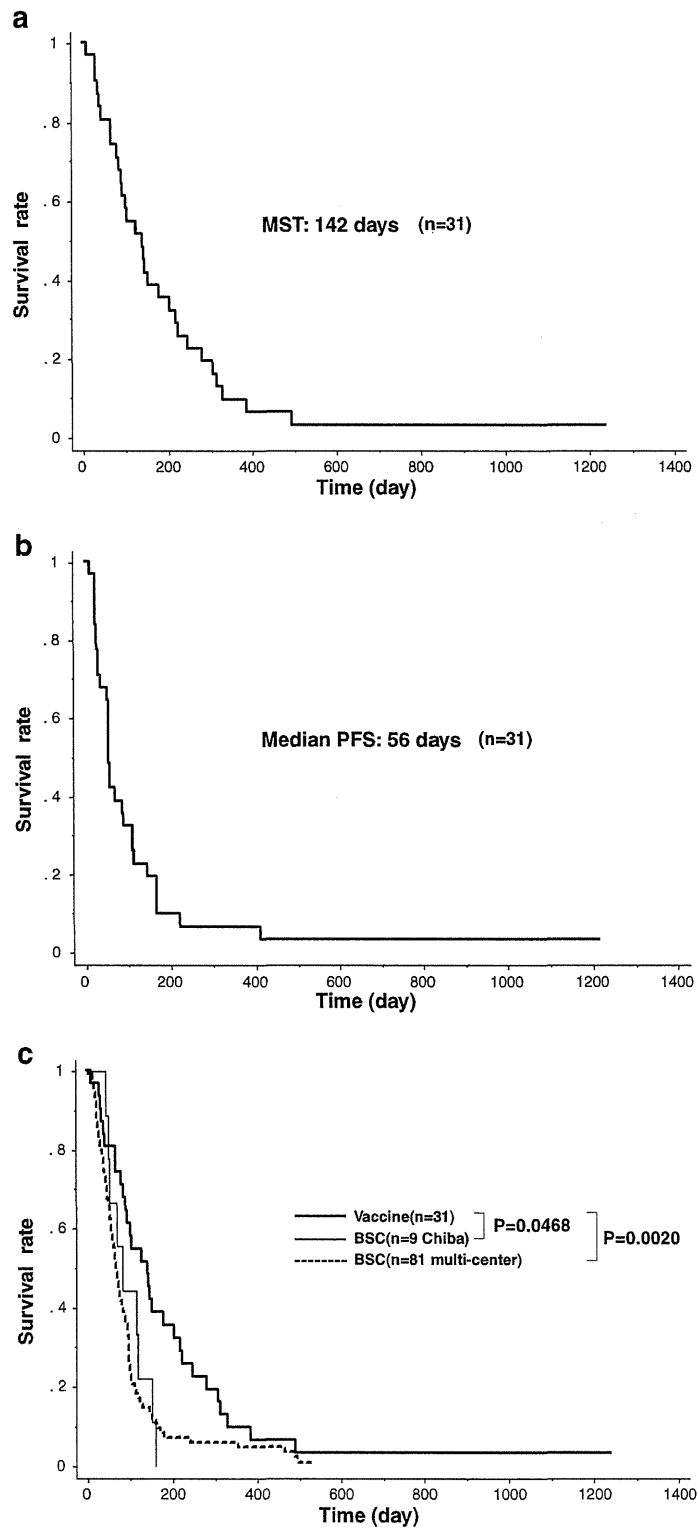 a
1
.8
.6
.4
.2
0
Survival rate
MST: 142 days (n=31)
0 200 400 600 800 1000 1200 1400
Time (day)
b
1
.8
.6
.4
.2
0
Survival rate
Median PFS: 56 days (n=31)
0 200 400 600 800 1000 1200 1400
Time (day)
c
1
.8
.6
.4
.2
0
Survival rate
Vaccine(n=31)
BSC(n=9 Chiba)
BSC(n=81 multi-center)
P=0.0468
P=0.0020
0 200 400 600 800 1000 1200 1400
Time (day)